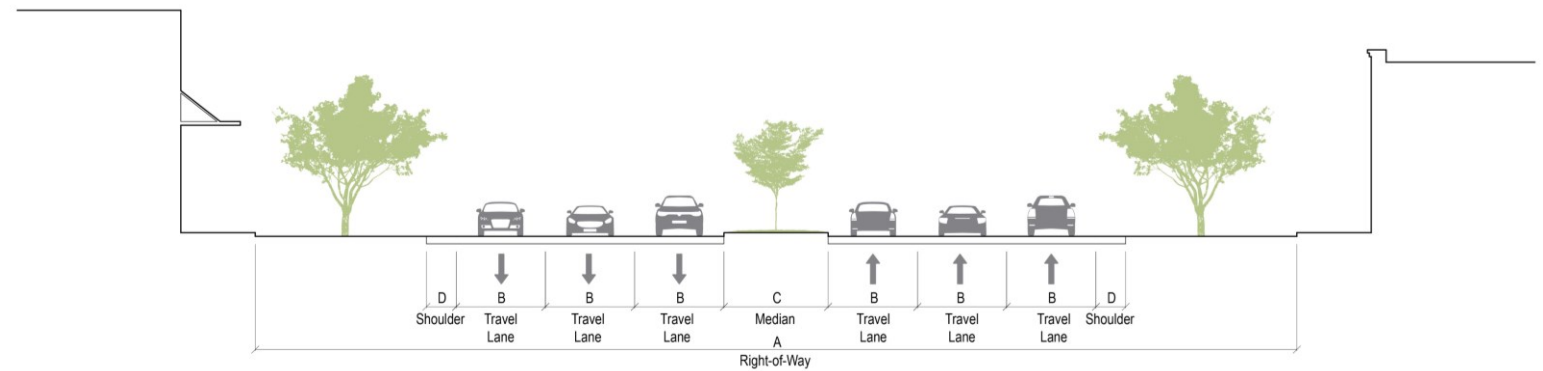 D B B B C B B B D
Shoulder Travel Travel Travel Median Travel Travel Travel Shoulder
Lane Lane Lane Lane Lane Lane
A
Right-of-Way